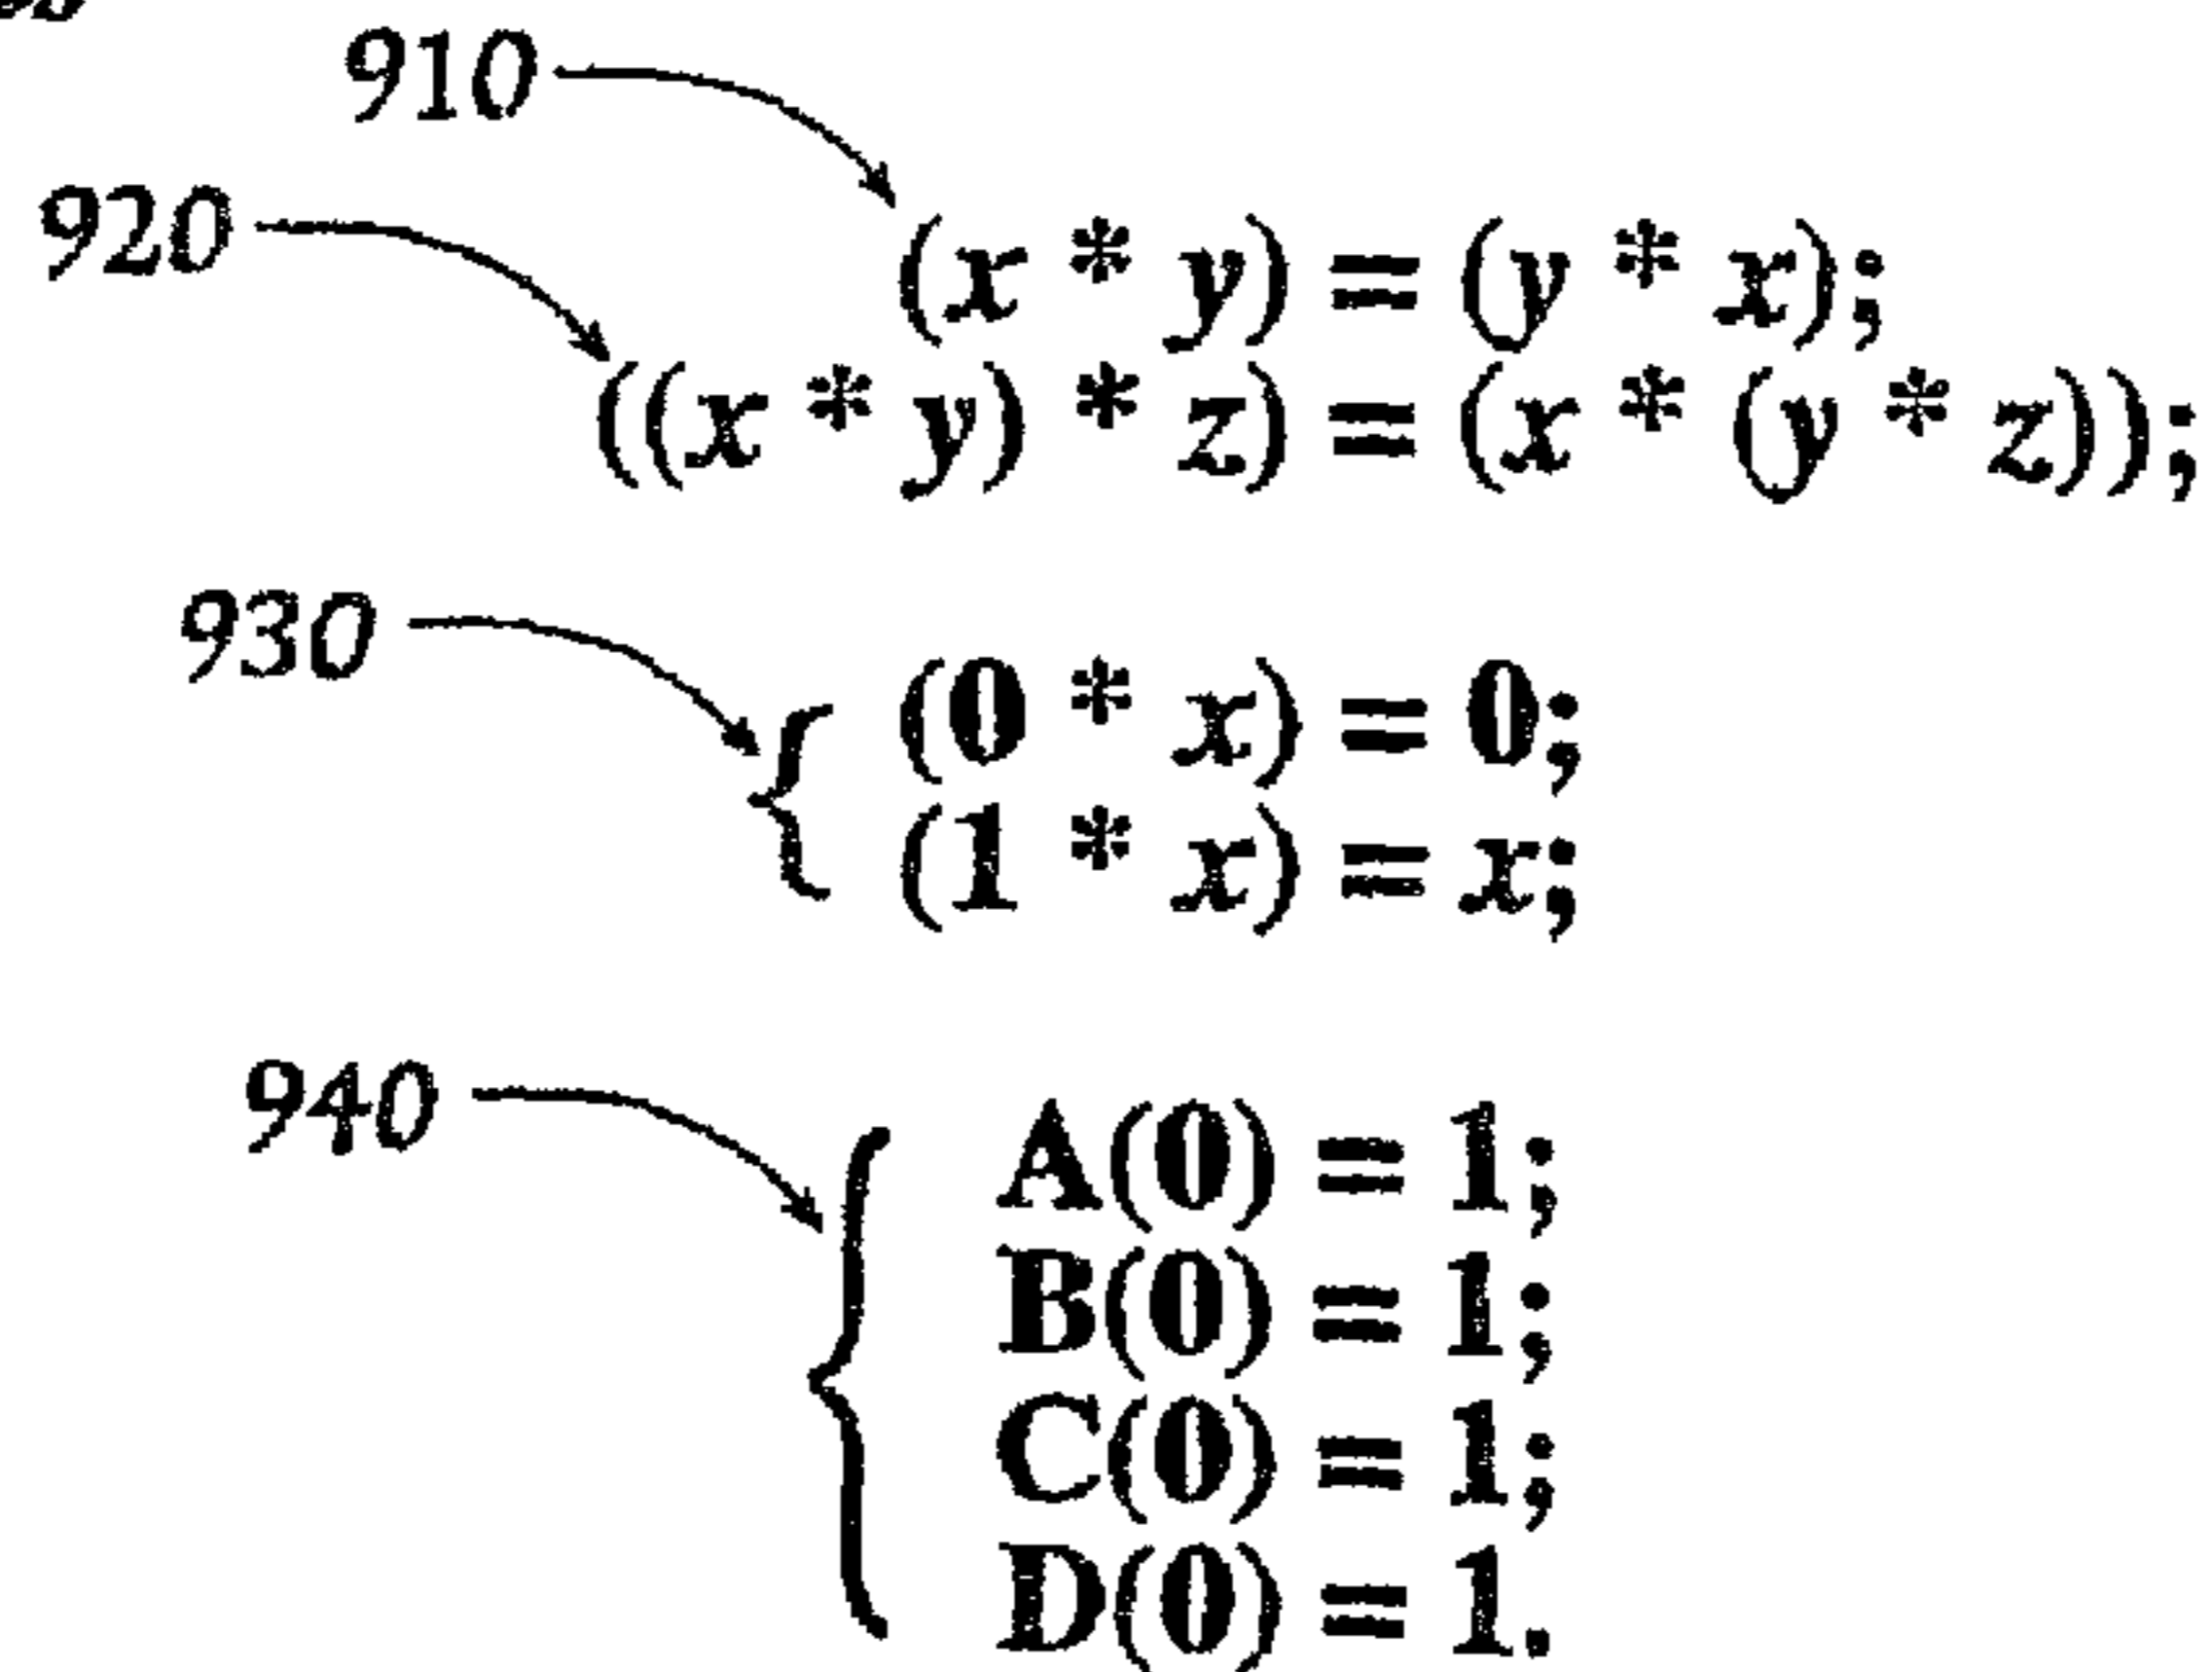 910
(x * y) = (y * x);
920
((x * y) * z) = (x * (y * z));
930
(0 * x) = 0;
(1 * x) = x;
940
A(0) = 1;
B(0) = 1;
C(0) = 1;
D(0) = 1.